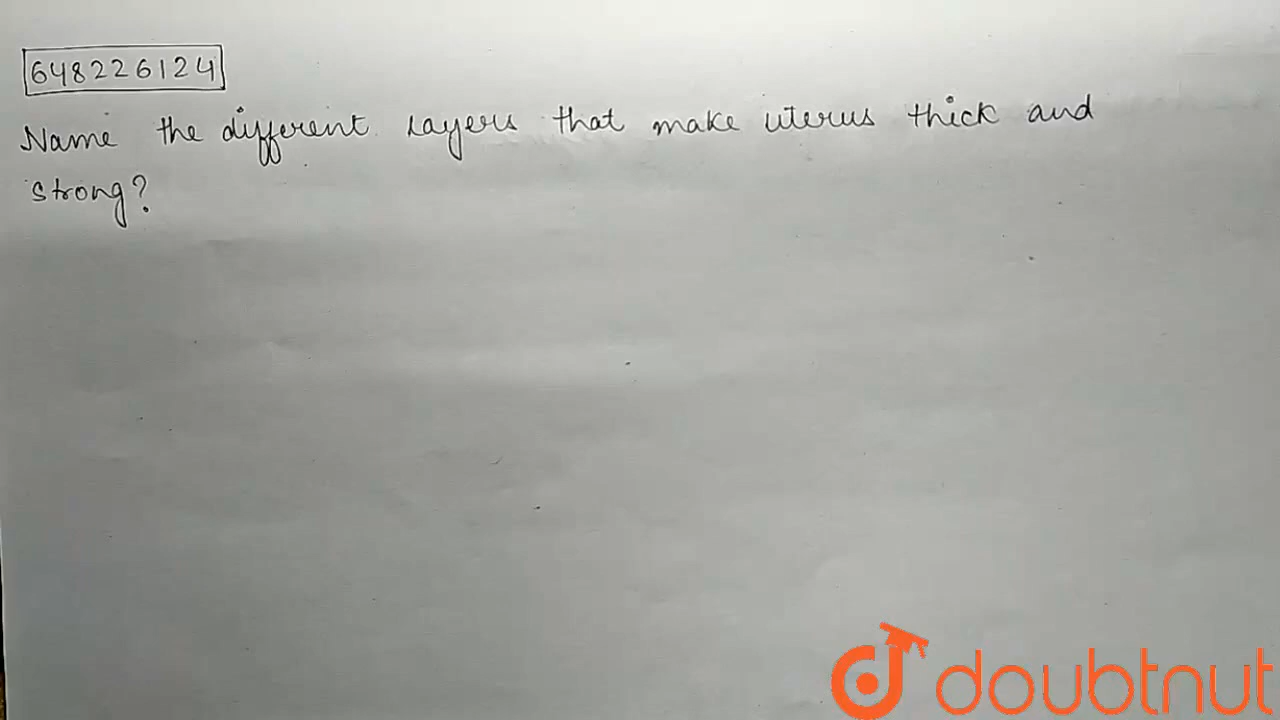 648226124
Name the different layers that make uterus thick and
strong?
doubtnut